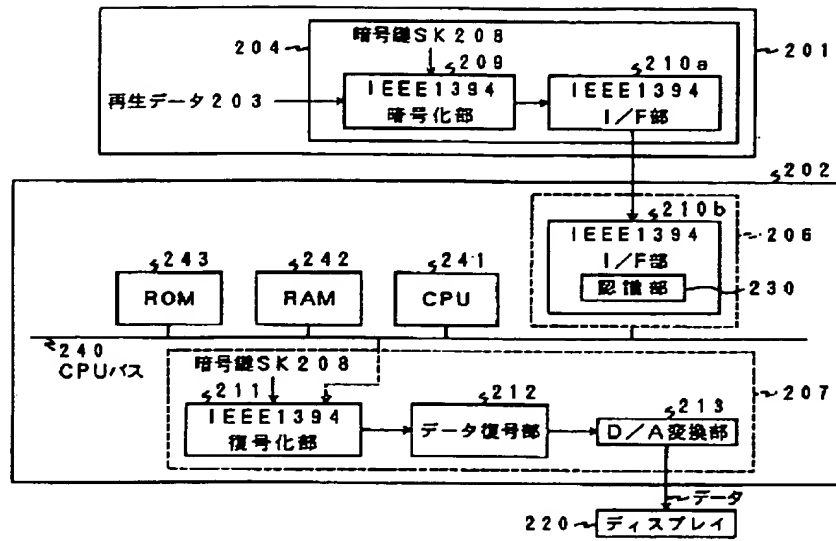 暗号鍵SK208
204
209
210a
201
再生データ203
IEEE1394
暗号化部
IEEE1394
I/F部
202
210b
IEEE1394
I/F部
206
認識部
230
243
ROM
242
RAM
241
CPU
240
CPUバス
暗号鍵SK208
211
IEEE1394
復号化部
212
データ復号部
213
D/A変換部
207
データ
220
ディスプレイ